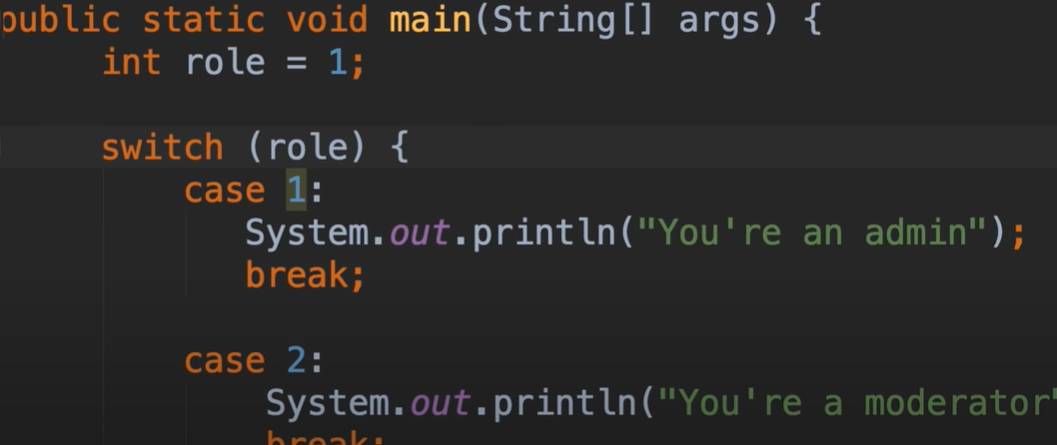 public static void main(String[] args) {
int role = 1;
switch (role) {
case 1:
System.out.println("You're an admin");
break;
case 2:
System.out.println("You're a moderator"
break;